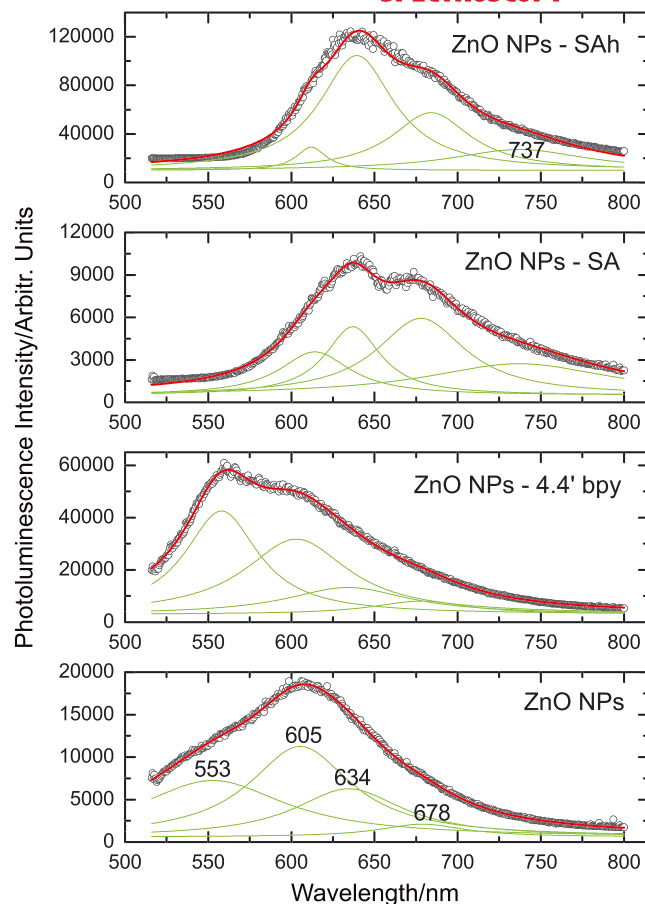 120000
80000
40000
0
ZnO NPs - SAh
737
500 550 600 650 700 750 800
12000
9000
6000
3000
0
ZnO NPs - SA
500 550 600 650 700 750 800
60000
40000
20000
0
ZnO NPs - 4.4' bpy
500 550 600 650 700 750 800
20000
15000
10000
5000
0
ZnO NPs
553
605
634
678
500 550 600 650 700 750 800
Wavelength/nm
Photoluminescence Intensity/Arbitr. Units